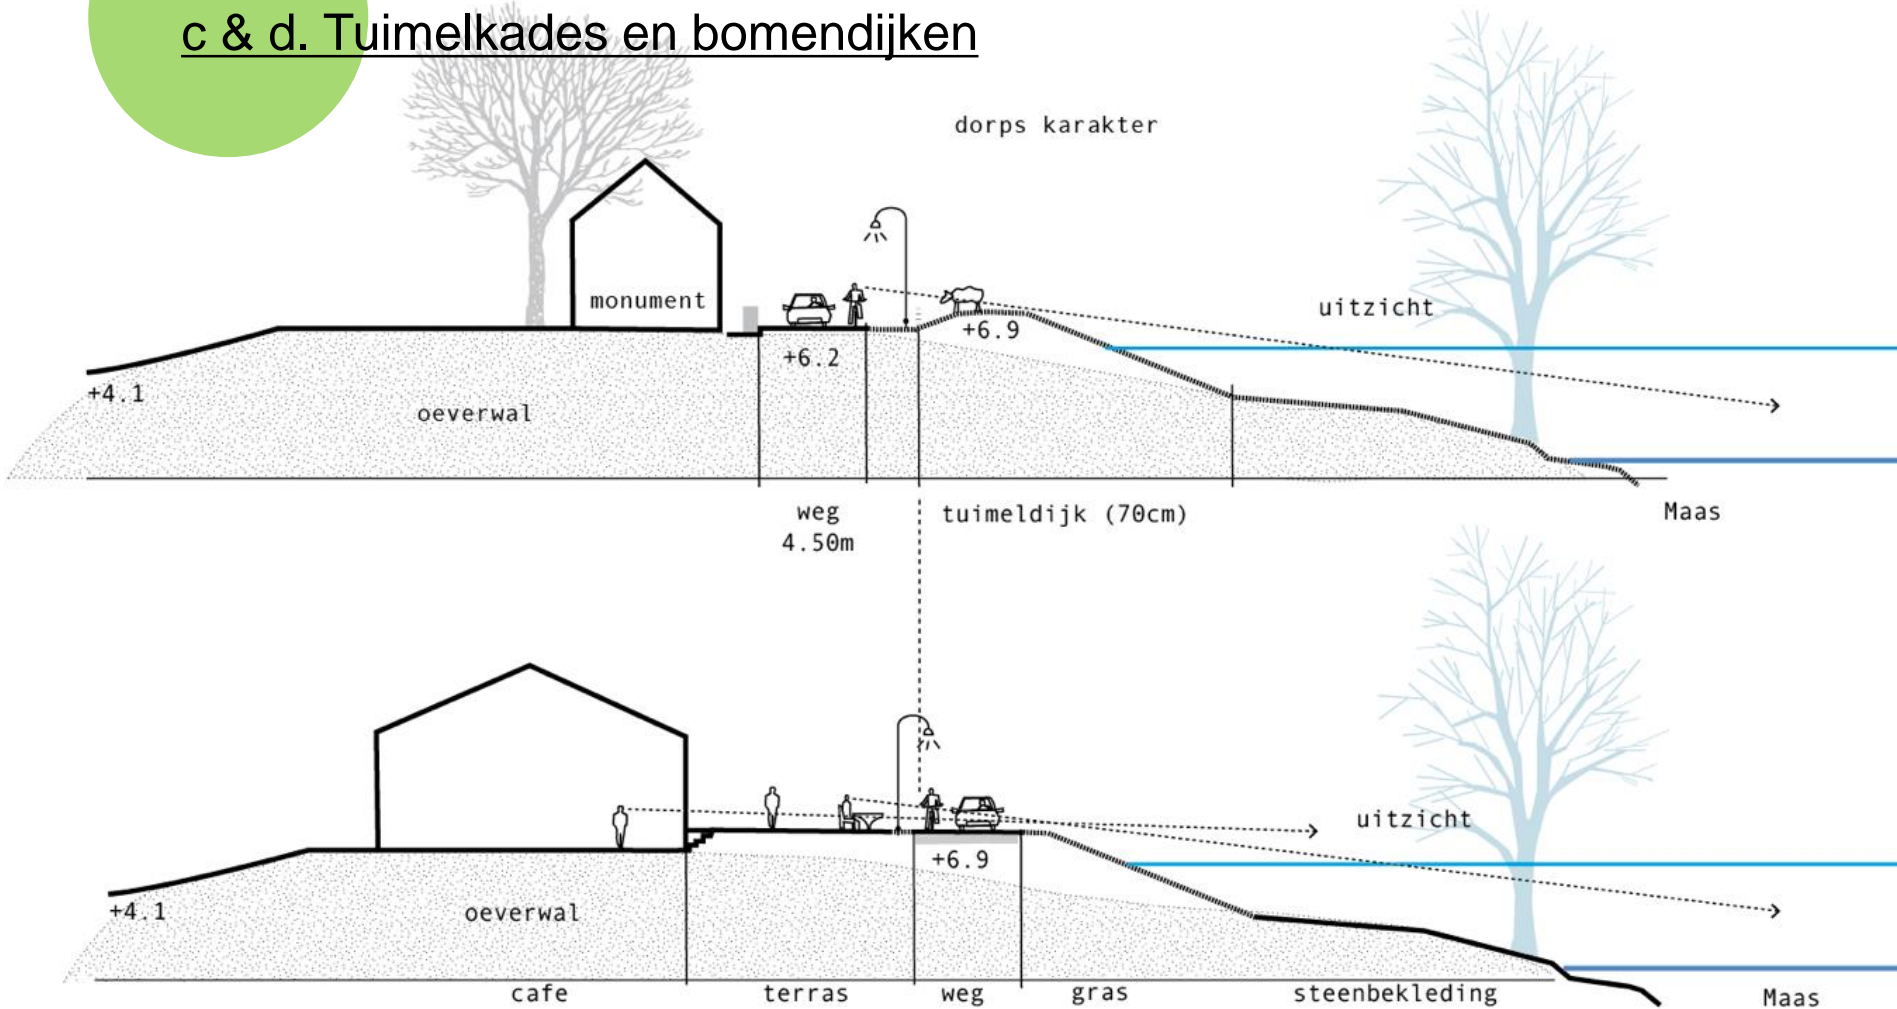 c & d. Tuimelkades en bomendijken
dorps karakter
monument
uitzicht
+6.9
+6.2
+4.1
oeverwal
weg
4.50m
tuimeldijk (70cm)
Maas
uitzicht
+6.9
+4.1
oeverwal
cafe
terras
weg
gras
steenbekleding
Maas